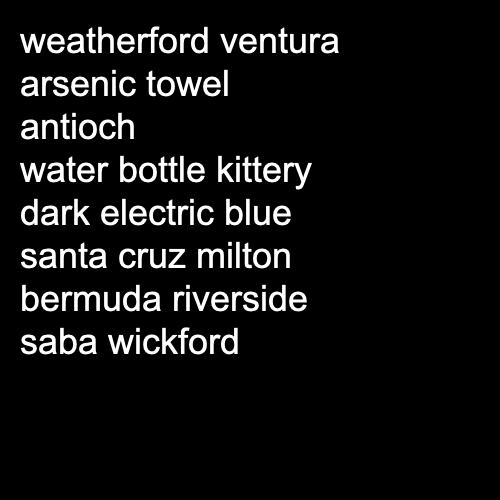 weatherford ventura
arsenic towel
antioch
water bottle kittery
dark electric blue
santa cruz milton
bermuda riverside
saba wickford